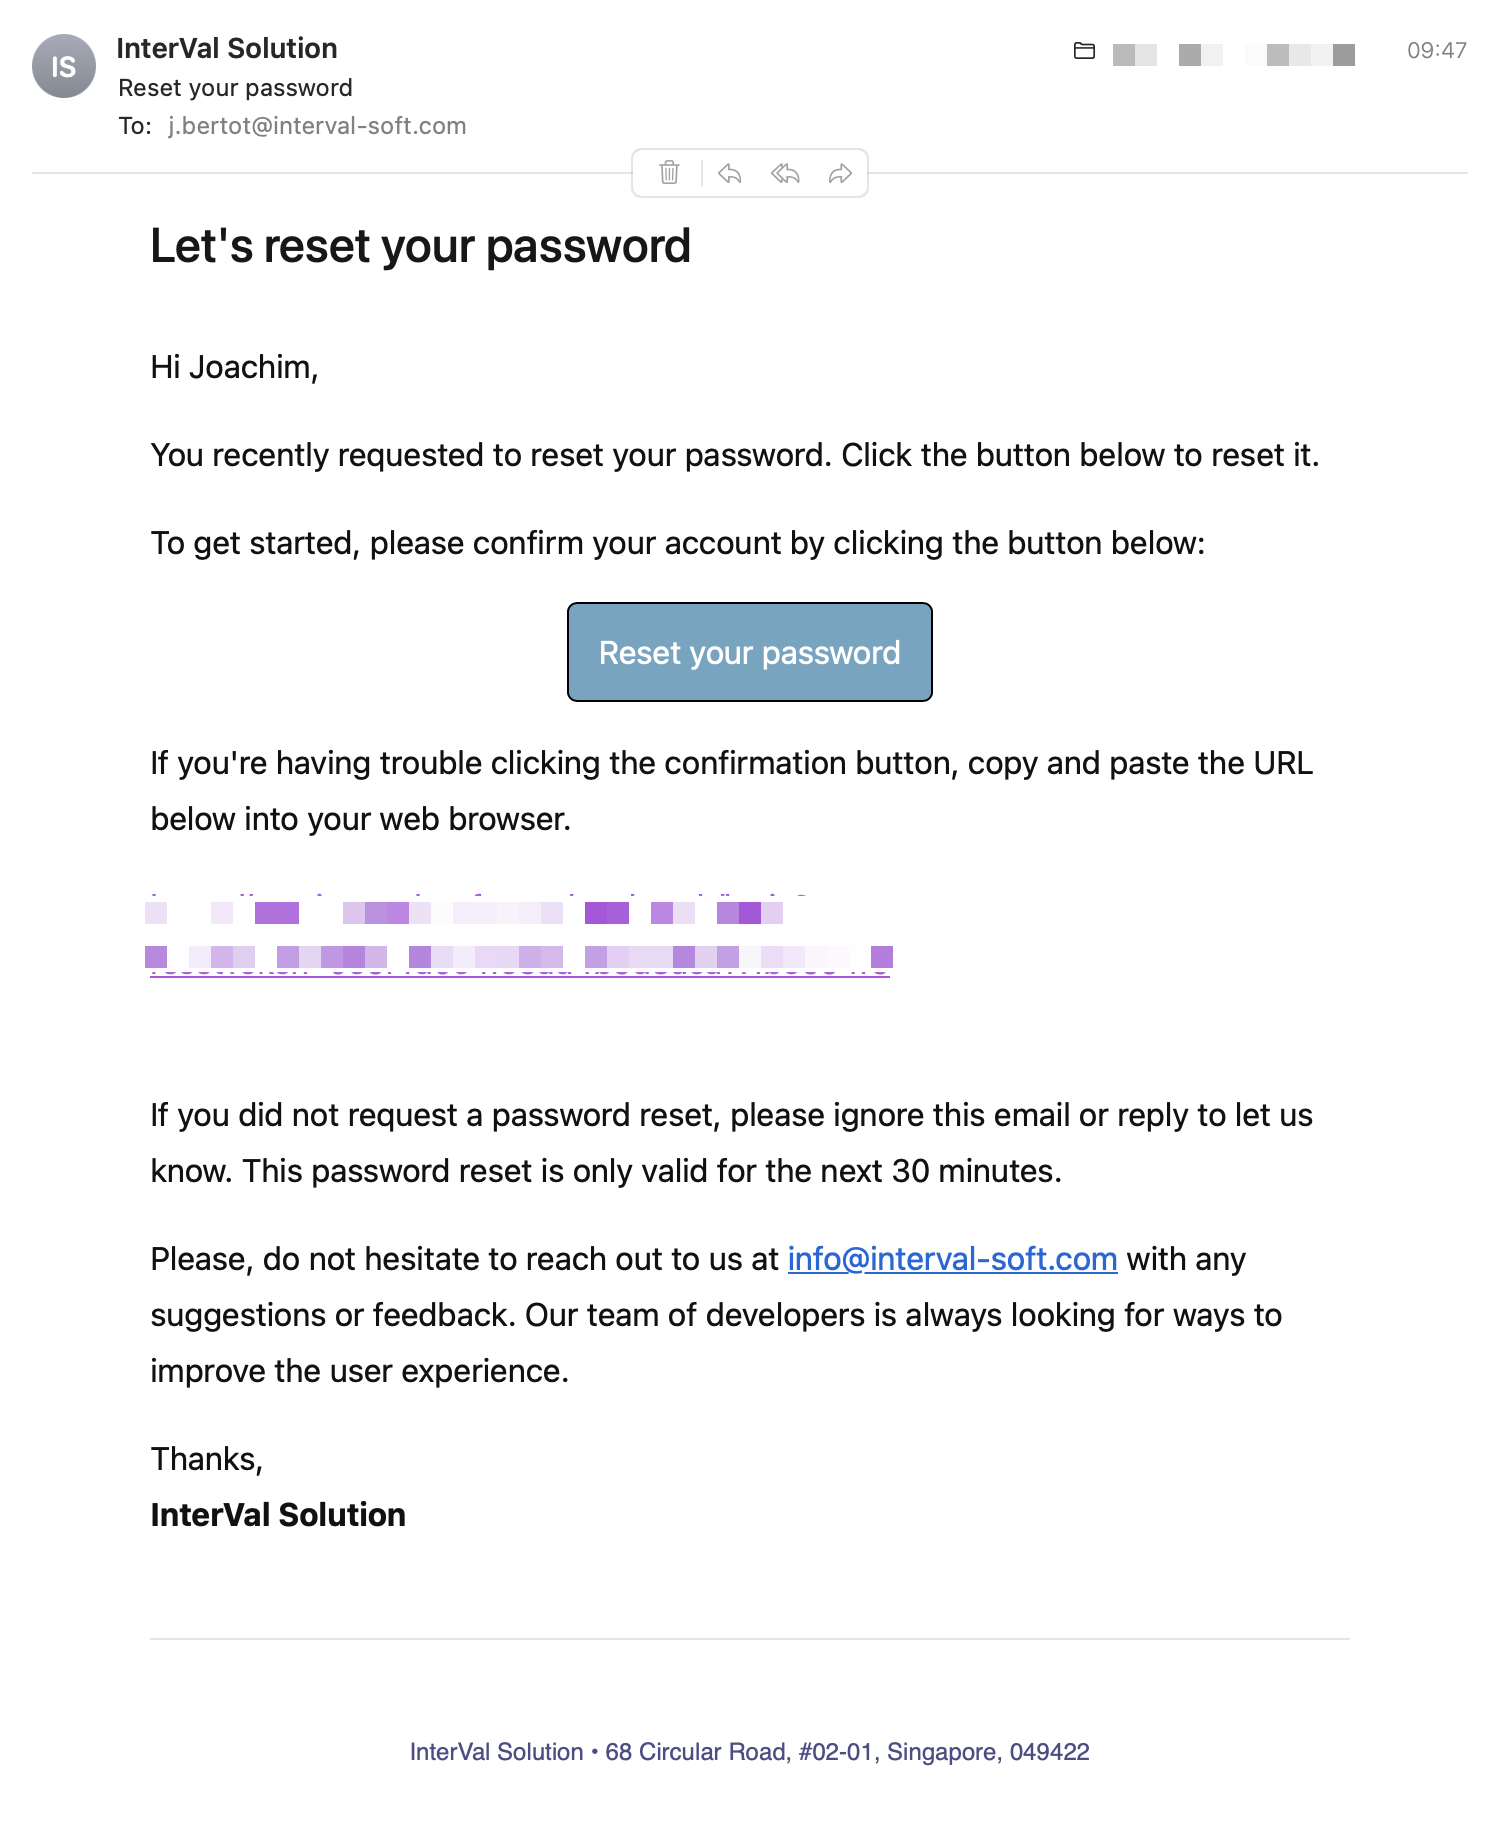 IS
InterVal Solution
09:47
Reset your password
To: j.bertot@interval-soft.com
Let's reset your password
Hi Joachim,
You recently requested to reset your password. Click the button below to reset it.
To get started, please confirm your account by clicking the button below:
Reset your password
If you're having trouble clicking the confirmation button, copy and paste the URL
below into your web browser.
If you did not request a password reset, please ignore this email or reply to let us
know. This password reset is only valid for the next 30 minutes.
Please, do not hesitate to reach out to us at info@interval-soft.com with any
suggestions or feedback. Our team of developers is always looking for ways to
improve the user experience.
Thanks,
InterVal Solution
InterVal Solution • 68 Circular Road, #02-01, Singapore, 049422